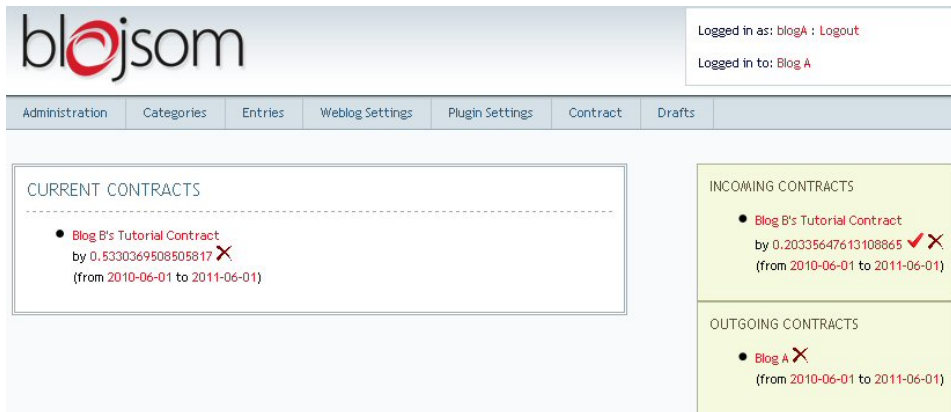 blojsom
Logged in as: blogA : Logout
Logged in to: Blog A
Administration Categories Entries Weblog Settings Plugin Settings Contract Drafts
CURRENT CONTRACTS
Blog B's Tutorial Contract
by 0.5330369508505817
(from 2010-06-01 to 2011-06-01)
INCOMING CONTRACTS
Blog B's Tutorial Contract
by 0.20335647613108865
(from 2010-06-01 to 2011-06-01)
OUTGOING CONTRACTS
Blog A
(from 2010-06-01 to 2011-06-01)